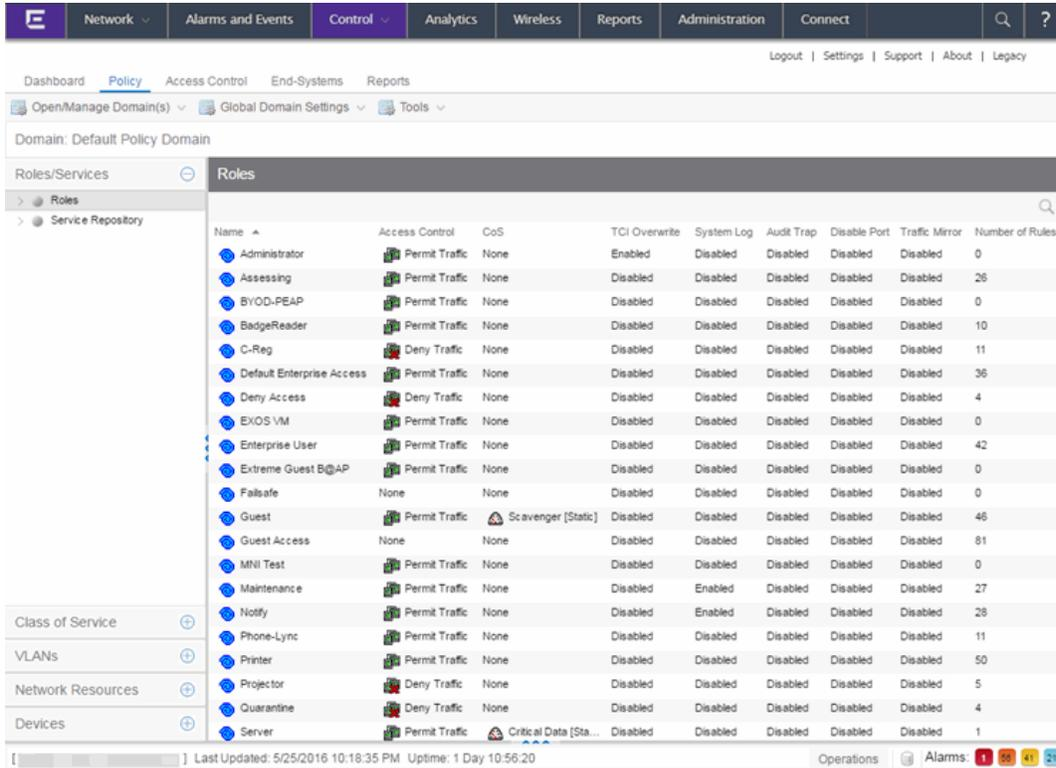 E Network Alarms and Events Control Analytics Wireless Reports Administration Connect ?
Logout | Settings | Support | About | Legacy
Dashboard Policy Access Control End-Systems Reports
Open/Manage Domain(s) Global Domain Settings Tools
Domain: Default Policy Domain
Roles/Services
Roles
Service Repository
Roles
Name Access Control CoS TCI Overwrite System Log Audit Trap Disable Port Traffic Mirror Number of Rules
Administrator Permit Traffic None Enabled Disabled Disabled Disabled Disabled 0
Assessing Permit Traffic None Disabled Disabled Disabled Disabled Disabled 26
BYOD-PEAP Permit Traffic None Disabled Disabled Disabled Disabled Disabled 0
BadgeReader Permit Traffic None Disabled Disabled Disabled Disabled Disabled 10
C-Reg Deny Traffic None Disabled Disabled Disabled Disabled Disabled 11
Default Enterprise Access Permit Traffic None Disabled Disabled Disabled Disabled Disabled 36
Deny Access Deny Traffic None Disabled Disabled Disabled Disabled Disabled 4
EXOS VM Permit Traffic None Disabled Disabled Disabled Disabled Disabled 0
Enterprise User Permit Traffic None Disabled Disabled Disabled Disabled Disabled 42
Extreme Guest B@AP Permit Traffic None Disabled Disabled Disabled Disabled Disabled 0
Failsafe None None Disabled Disabled Disabled Disabled Disabled 0
Guest Permit Traffic Scavenger [Static] Disabled Disabled Disabled Disabled Disabled 46
Guest Access None None Disabled Disabled Disabled Disabled Disabled 81
MNI Test Permit Traffic None Disabled Disabled Disabled Disabled Disabled 0
Maintenance Permit Traffic None Disabled Enabled Disabled Disabled Disabled 27
Notify Permit Traffic None Disabled Enabled Disabled Disabled Disabled 28
Phone-Lync Permit Traffic None Disabled Disabled Disabled Disabled Disabled 11
Printer Permit Traffic None Disabled Disabled Disabled Disabled Disabled 50
Projector Deny Traffic None Disabled Disabled Disabled Disabled Disabled 5
Quarantine Deny Traffic None Disabled Disabled Disabled Disabled Disabled 4
Server Permit Traffic Critical Data [Sta... Disabled Disabled Disabled Disabled Disabled 1
Class of Service
VLANs
Network Resources
Devices
[ ] Last Updated: 5/25/2016 10:18:35 PM Uptime: 1 Day 10:56:20 Operations Alarms: 1 56 41